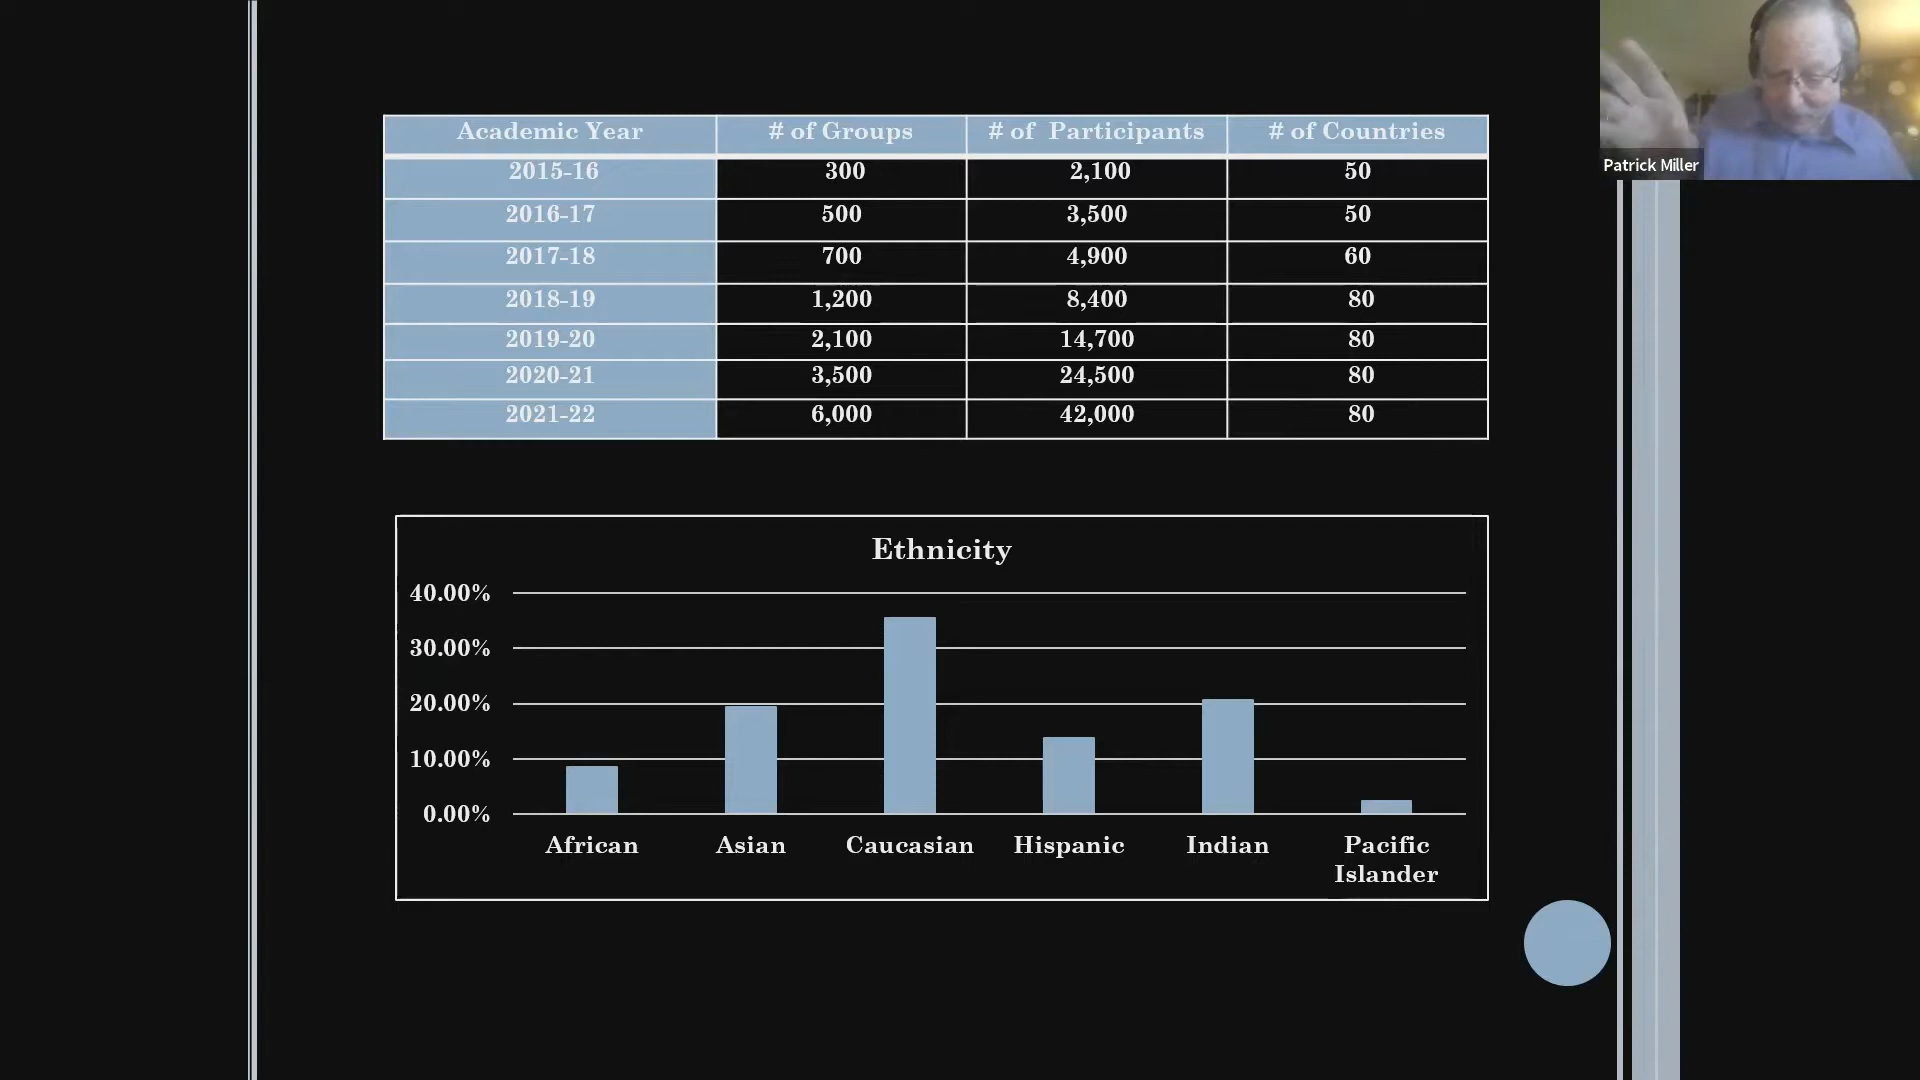 Patrick Miller
Academic Year # of Groups # of Participants # of Countries
2015-16 300 2,100 50
2016-17 500 3,500 50
2017-18 700 4,900 60
2018-19 1,200 8,400 80
2019-20 2,100 14,700 80
2020-21 3,500 24,500 80
2021-22 6,000 42,000 80
Ethnicity
40.00%
30.00%
20.00%
10.00%
0.00%
African Asian Caucasian Hispanic Indian Pacific
Islander